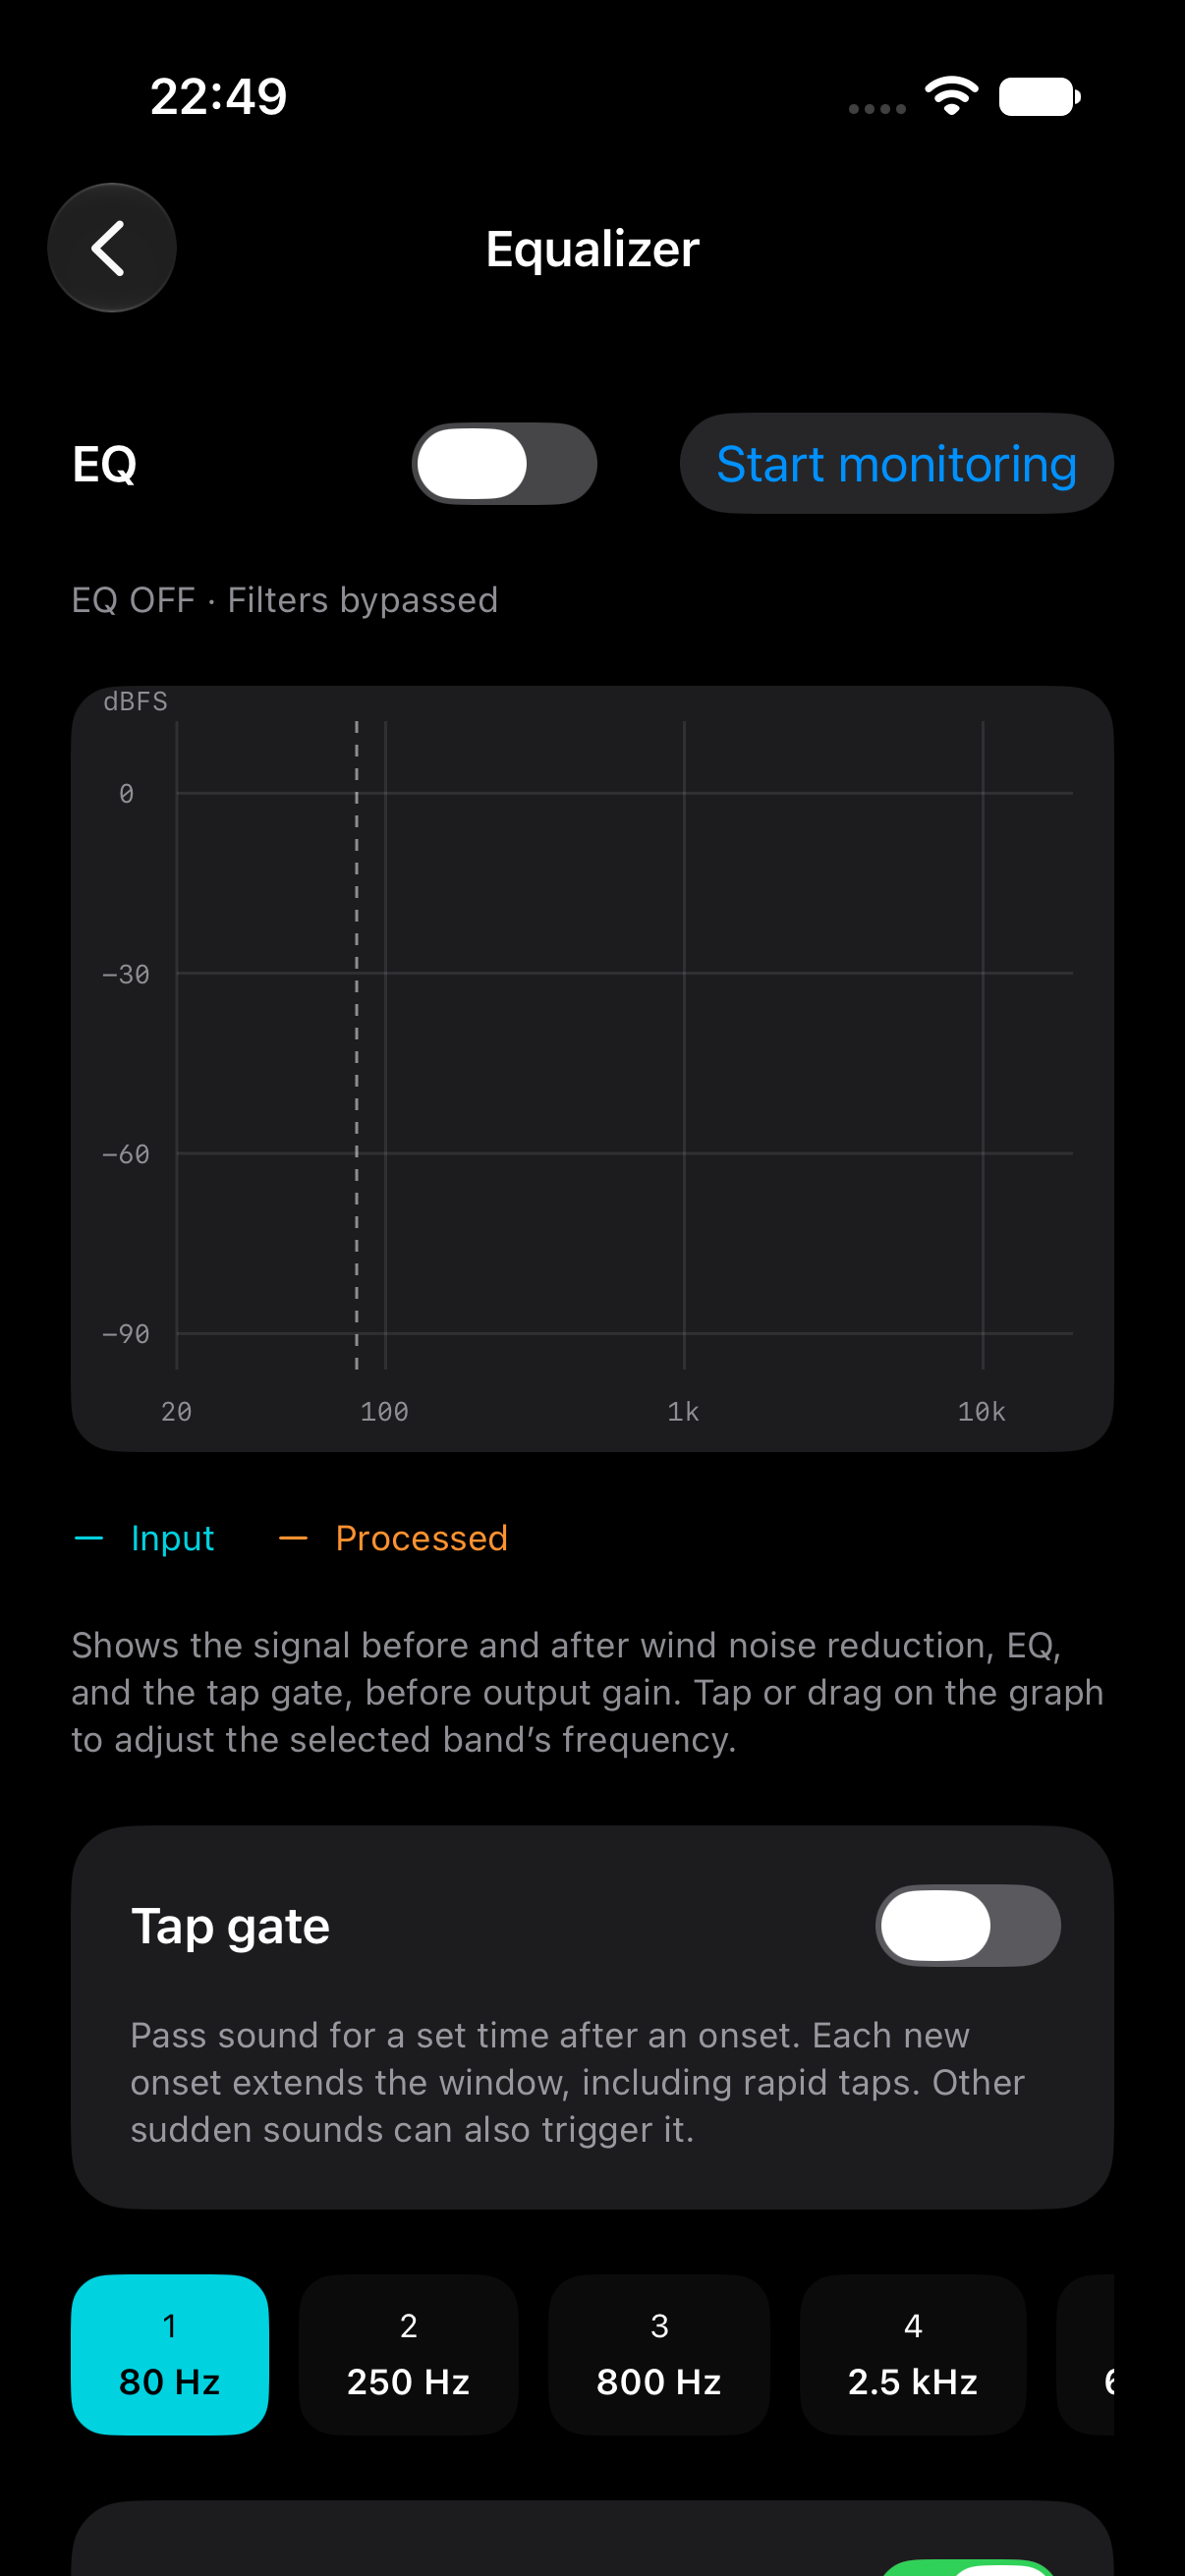 22:49
Equalizer
EQ
Start monitoring
EQ OFF · Filters bypassed
dBFS
0
−30
−60
−90
20 100 1k 10k
Input Processed
Shows the signal before and after wind noise reduction, EQ,
and the tap gate, before output gain. Tap or drag on the graph
to adjust the selected band’s frequency.
Tap gate
Pass sound for a set time after an onset. Each new
onset extends the window, including rapid taps. Other
sudden sounds can also trigger it.
1 2 3 4
80 Hz 250 Hz 800 Hz 2.5 kHz